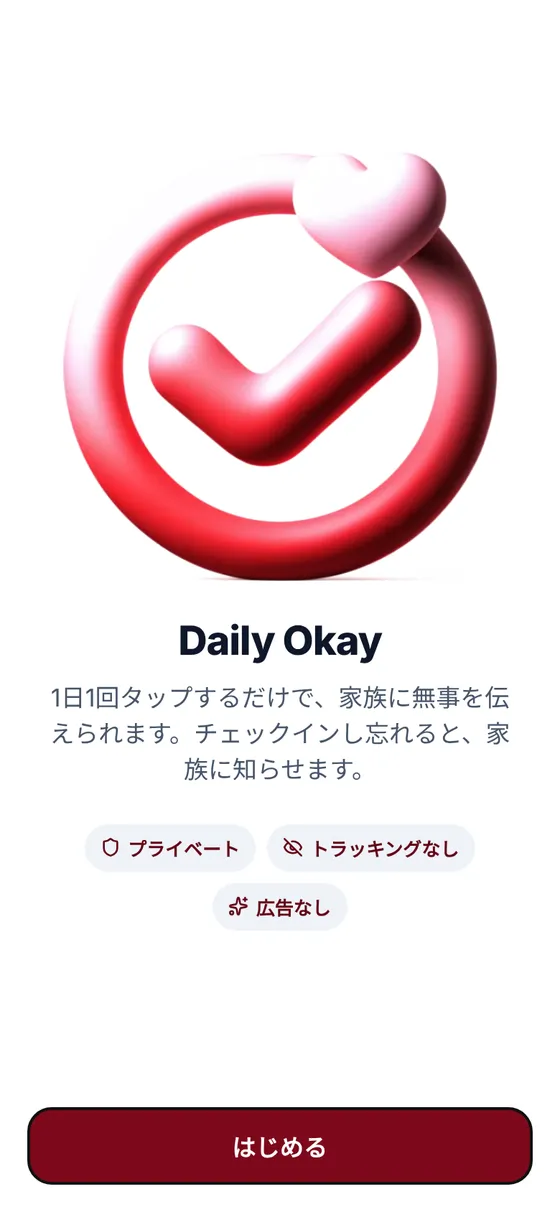 Daily Okay
1日1回タップするだけで、家族に無事を伝
えられます。チェックインし忘れると、家
族に知らせます。
プライベート
トラッキングなし
広告なし
はじめる